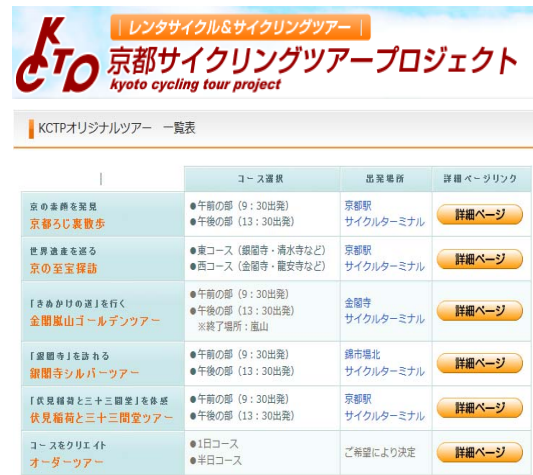 KCTP
レンタサイクル&サイクリングツアー
京都サイクリングツアープロジェクト
kyoto cycling tour project
KCTPオリジナルツアー 一覧表
コース選択 出発場所 詳細ページリンク
京の素顔を発見
京都ろじ裏散歩
●午前の部（9：30出発）
●午後の部（13：30出発）
京都駅
サイクルターミナル
詳細ページ
世界遺産を巡る
京の至宝探訪
●東コース（銀閣寺・清水寺など）
●西コース（金閣寺・龍安寺など）
京都駅
サイクルターミナル
詳細ページ
『きぬかけの道』を行く
金閣嵐山ゴールデンツアー
●午前の部（9：30出発）
●午後の部（13：30出発）
※終了場所：嵐山
金閣寺
サイクルターミナル
詳細ページ
『銀閣寺』を訪れる
銀閣寺シルバーツアー
●午前の部（9：30出発）
●午後の部（13：30出発）
錦市場北
サイクルターミナル
詳細ページ
『伏見稲荷と三十三間堂』を体感
伏見稲荷と三十三間堂ツアー
●午前の部（9：30出発）
●午後の部（13：30出発）
京都駅
サイクルターミナル
詳細ページ
コースをクリエイト
オーダーツアー
●1日コース
●半日コース
ご希望により決定
詳細ページ